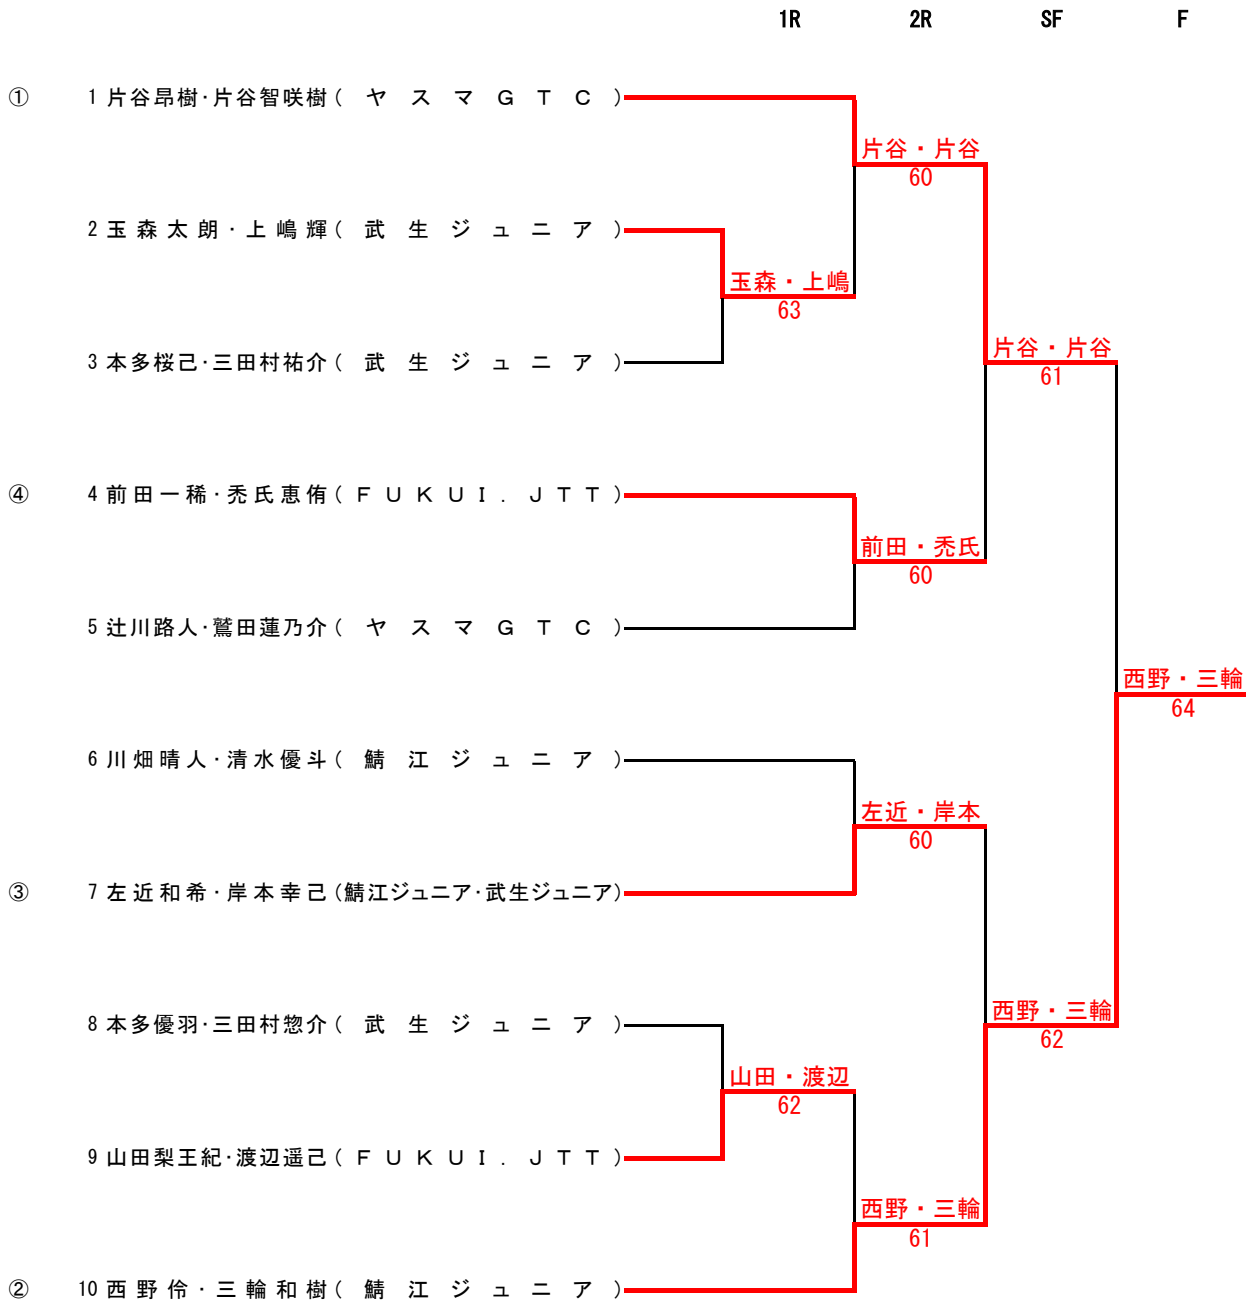 1R 2R SF F
① 1 片谷昂樹・片谷智咲樹(ヤスマGTC)
片谷・片谷
60
2 玉森太朗・上嶋輝(武生ジュニア)
玉森・上嶋
63
3 本多桜己・三田村祐介(武生ジュニア)
片谷・片谷
61
④ 4 前田一稀・禿氏恵侑(FUKUI.JTT)
前田・禿氏
60
5 辻川路人・鷲田蓮乃介(ヤスマGTC)
西野・三輪
64
6 川畑晴人・清水優斗(鯖江ジュニア)
左近・岸本
60
③ 7 左近和希・岸本幸己(鯖江ジュニア・武生ジュニア)
西野・三輪
62
8 本多優羽・三田村惣介(武生ジュニア)
山田・渡辺
62
9 山田梨王紀・渡辺遥己(FUKUI.JTT)
西野・三輪
61
② 10 西野伶・三輪和樹(鯖江ジュニア)